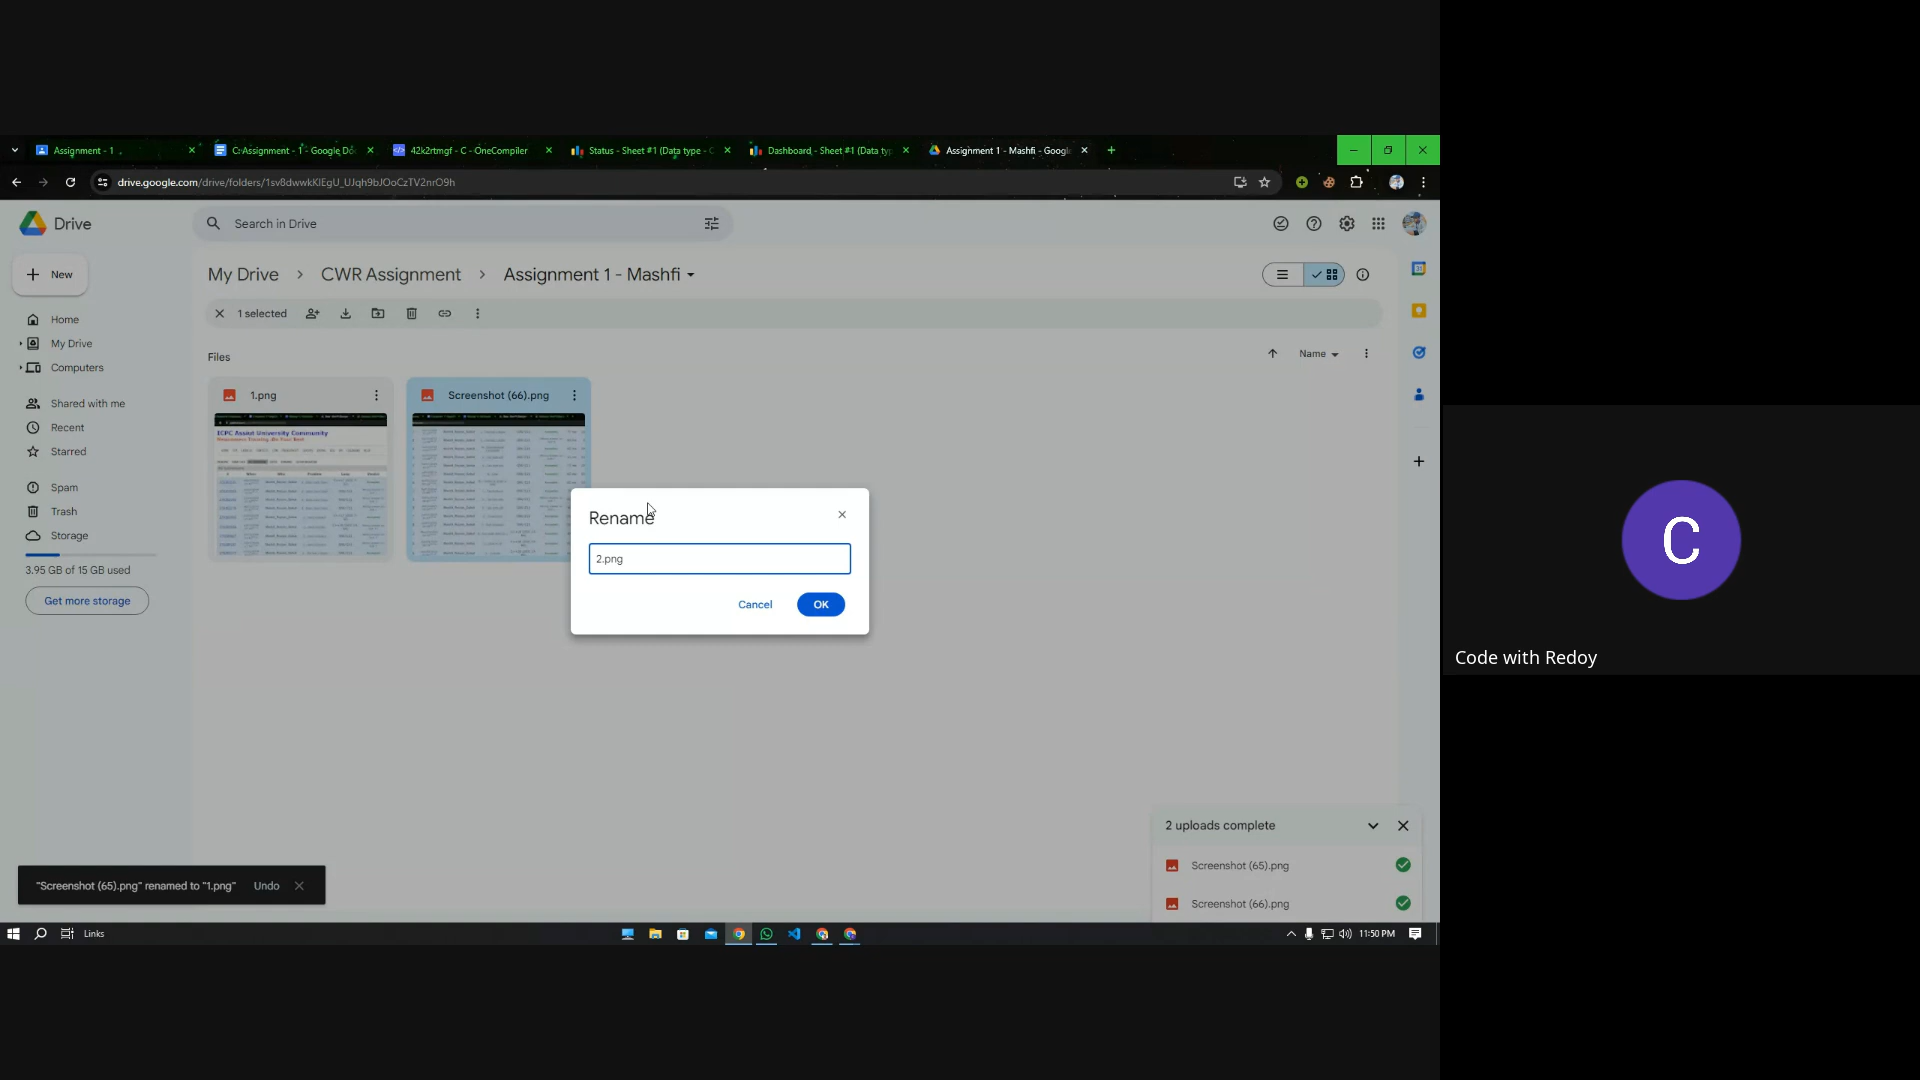 Assignment - 1
C:Assignment - 1 - Google Do
42k2rtmgf - C - OneCompiler
Status - Sheet #1 (Data type - C
Dashboard - Sheet #1 (Data ty
Assignment 1 - Mashfi - Google
drive.google.com/drive/folders/1sv8dwwkKlEgU_UJqh9bJOoCzTV2nrO9h
Drive
Search in Drive
New
My Drive
CWR Assignment
Assignment 1 - Mashfi
1 selected
Home
My Drive
Computers
Shared with me
Recent
Starred
Spam
Trash
Storage
3.95 GB of 15 GB used
Get more storage
Files
Name
1.png
Screenshot (66).png
ICPC Assiut University Community
Rename
2.png
Cancel
OK
2 uploads complete
Screenshot (65).png
Screenshot (66).png
"Screenshot (65).png" renamed to "1.png"
Undo
Links
11:50 PM
C
Code with Redoy